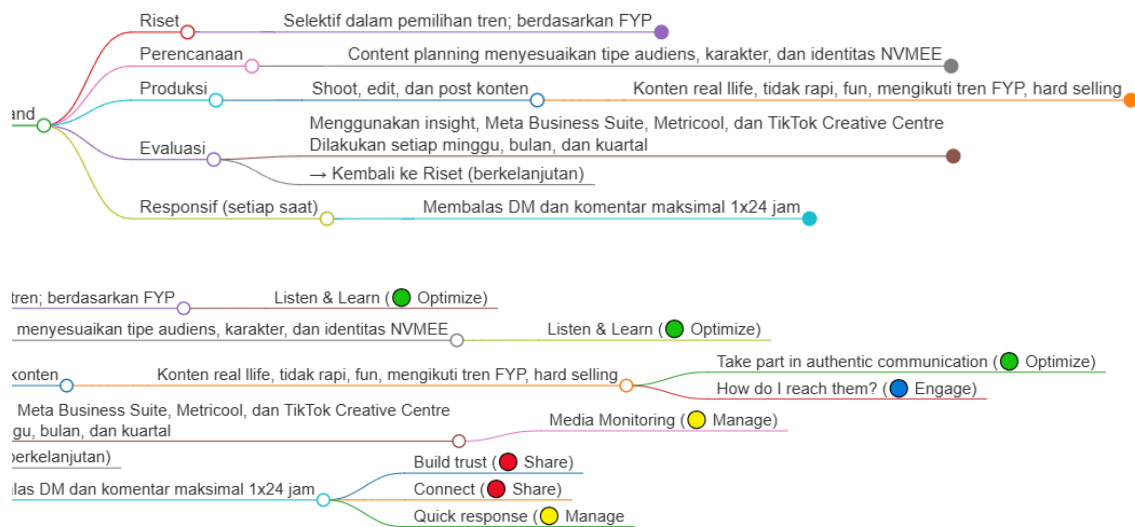 Riset
Selektif dalam pemilihan tren; berdasarkan FYP
Perencanaan
Content planning menyesuaikan tipe audiens, karakter, dan identitas NVMEE
and
Produksi
Shoot, edit, dan post konten
Konten real llife, tidak rapi, fun, mengikuti tren FYP, hard selling
Evaluasi
Menggunakan insight, Meta Business Suite, Metricool, dan TikTok Creative Centre
Dilakukan setiap minggu, bulan, dan kuartal
→ Kembali ke Riset (berkelanjutan)
Responsif (setiap saat)
Membalas DM dan komentar maksimal 1x24 jam
tren; berdasarkan FYP
Listen & Learn (🟢 Optimize)
menyesuaikan tipe audiens, karakter, dan identitas NVMEE
Listen & Learn (🟢 Optimize)
konten
Konten real llife, tidak rapi, fun, mengikuti tren FYP, hard selling
Take part in authentic communication (🟢 Optimize)
How do I reach them? (🔵 Engage)
Meta Business Suite, Metricool, dan TikTok Creative Centre
ggu, bulan, dan kuartal
Media Monitoring (🟡 Manage)
berkelanjutan)
alas DM dan komentar maksimal 1x24 jam
Build trust (🔴 Share)
Connect (🔴 Share)
Quick response (🟡 Manage